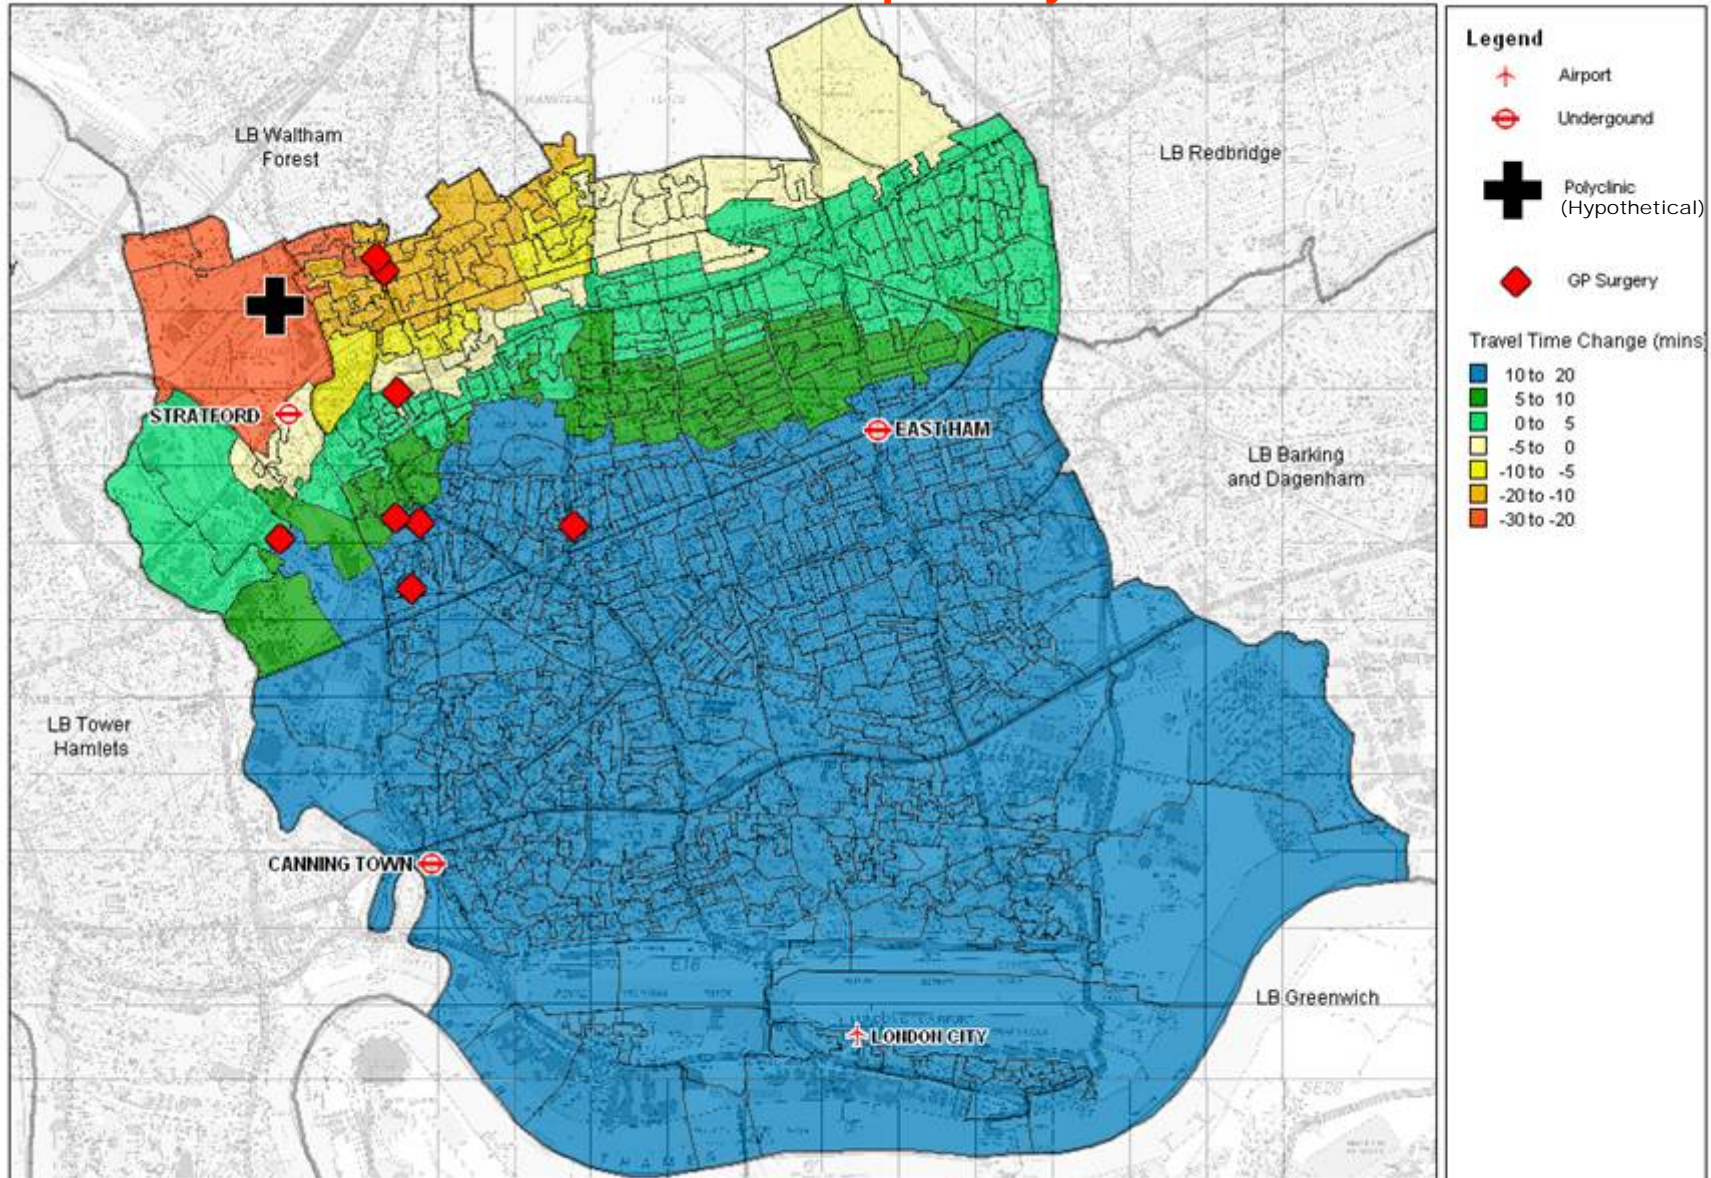 LB Waltham
Forest
LB Redbridge
STRATFORD
EAST HAM
LB Barking
and Dagenham
LB Tower
Hamlets
CANNING TOWN
E16
LB Greenwich
LONDON CITY
THAMES
Legend
Airport
Undergound
Polyclinic
(Hypothetical)
GP Surgery
Travel Time Change (mins
10 to 20
5 to 10
0 to 5
-5 to 0
-10 to -5
-20 to -10
-30 to -20